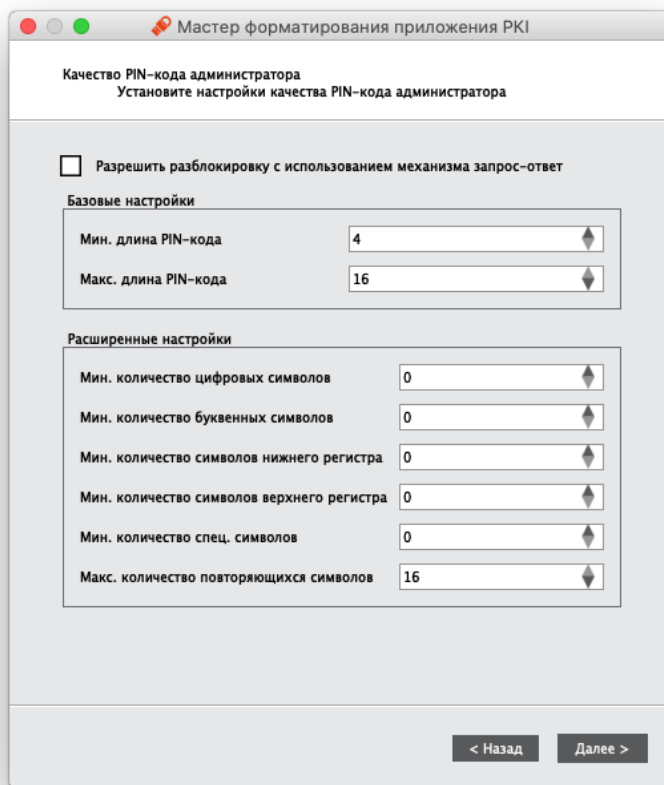 Мастер форматирования приложения PKI
Качество PIN-кода администратора
Установите настройки качества PIN-кода администратора
Разрешить разблокировку с использованием механизма запрос-ответ
Базовые настройки
Мин. длина PIN-кода 4
Макс. длина PIN-кода 16
Расширенные настройки
Мин. количество цифровых символов 0
Мин. количество буквенных символов 0
Мин. количество символов нижнего регистра 0
Мин. количество символов верхнего регистра 0
Мин. количество спец. символов 0
Макс. количество повторяющихся символов 16
< Назад Далее >